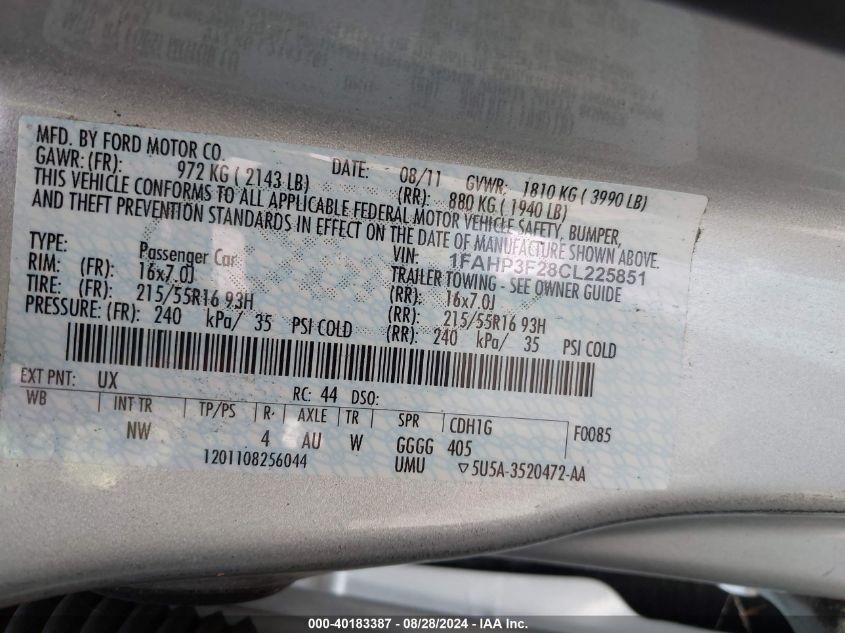 MFD. BY FORD MOTOR CO.
DATE: 08/11 GVWR: 1810 KG ( 3990 LB)
GAWR: (FR): 972 KG ( 2143 LB) (RR): 880 KG ( 1940 LB)
THIS VEHICLE CONFORMS TO ALL APPLICABLE FEDERAL MOTOR VEHICLE SAFETY, BUMPER,
AND THEFT PREVENTION STANDARDS IN EFFECT ON THE DATE OF MANUFACTURE SHOWN ABOVE.
VIN: 1FAHP3F28CL225851
TYPE: Passenger Car TRAILER TOWING - SEE OWNER GUIDE
RIM: (FR): 16x7.0J (RR): 16x7.0J
TIRE: (FR): 215/55R16 93H (RR): 215/55R16 93H
PRESSURE: (FR): 240 kPa/ 35 PSI COLD (RR): 240 kPa/ 35 PSI COLD
EXT PNT: UX RC: 44 DSO:
WB INT TR TP/PS R. AXLE TR SPR CDH1G F0085
NW 4 AU W GGGG 405
1201108256044 UMU ▽5U5A-3520472-AA
000-40183387 - 08/28/2024 - IAA Inc.